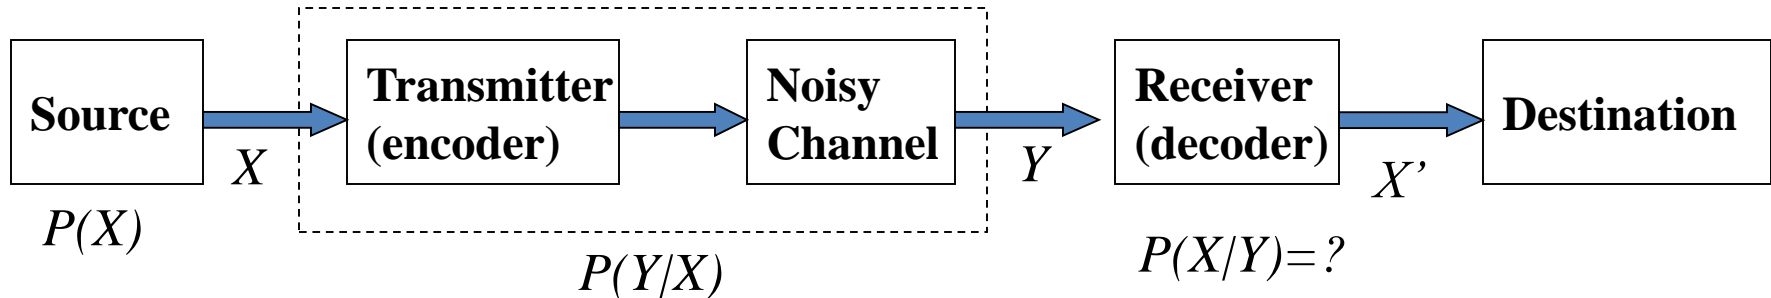 Source
X
P(X)
Transmitter
(encoder)
Noisy
Channel
P(Y/X)
Y
Receiver
(decoder)
P(X/Y)=?
X’
Destination